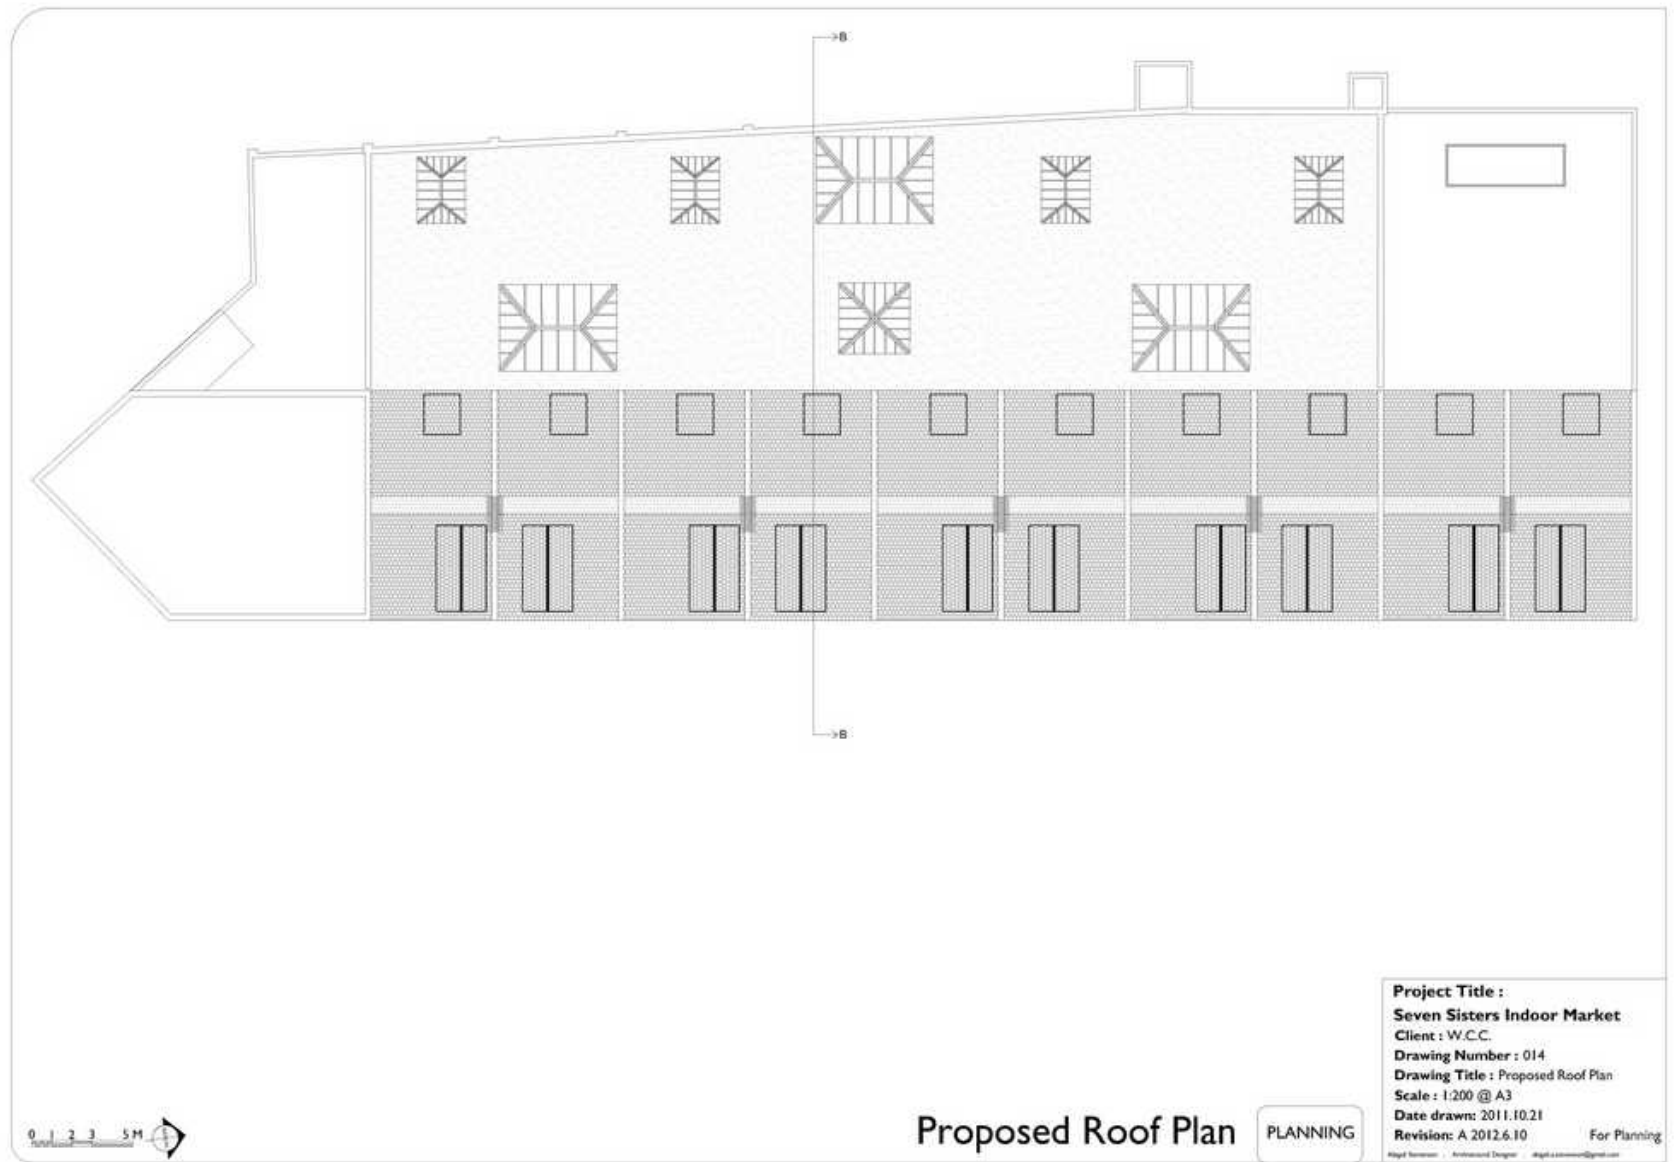 B
B
0 1 2 3 5 M
Proposed Roof Plan
PLANNING
Project Title :
Seven Sisters Indoor Market
Client : W.C.C.
Drawing Number : 014
Drawing Title : Proposed Roof Plan
Scale : 1:200 @ A3
Date drawn: 2011.10.21
Revision: A 2012.6.10 For Planning